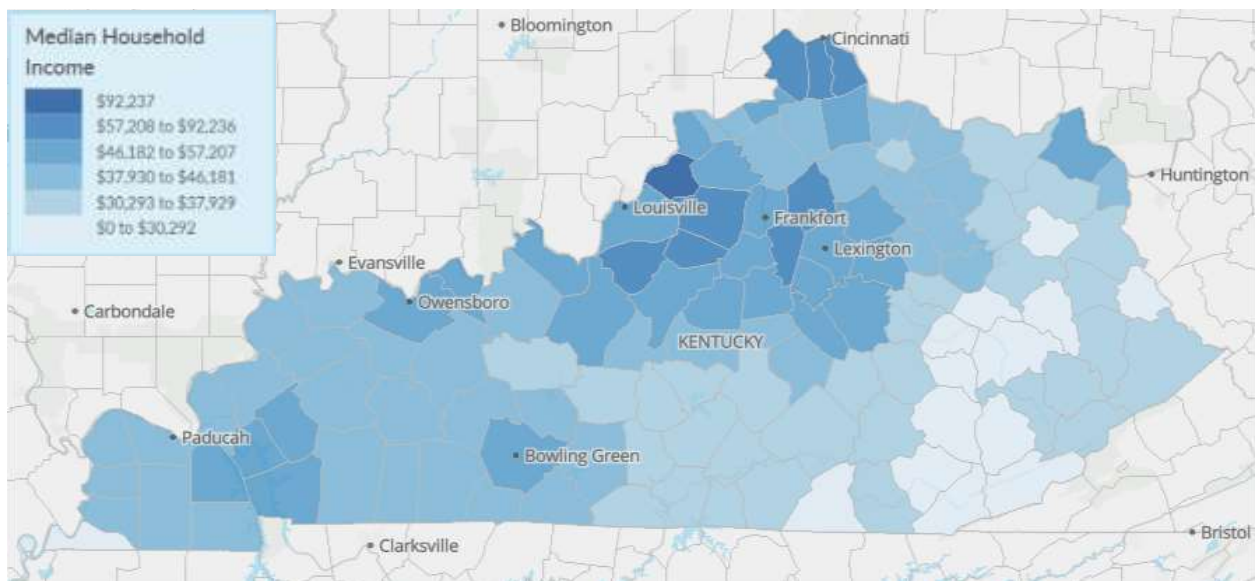 Median Household
Income
$92,237
$57,208 to $92,236
$46,182 to $57,207
$37,930 to $46,181
$30,293 to $37,929
$0 to $30,292
Bloomington
Cincinnati
Huntington
Louisville
Frankfort
Lexington
Evansville
Owensboro
Carbondale
KENTUCKY
Paducah
Bowling Green
Clarksville
Bristol